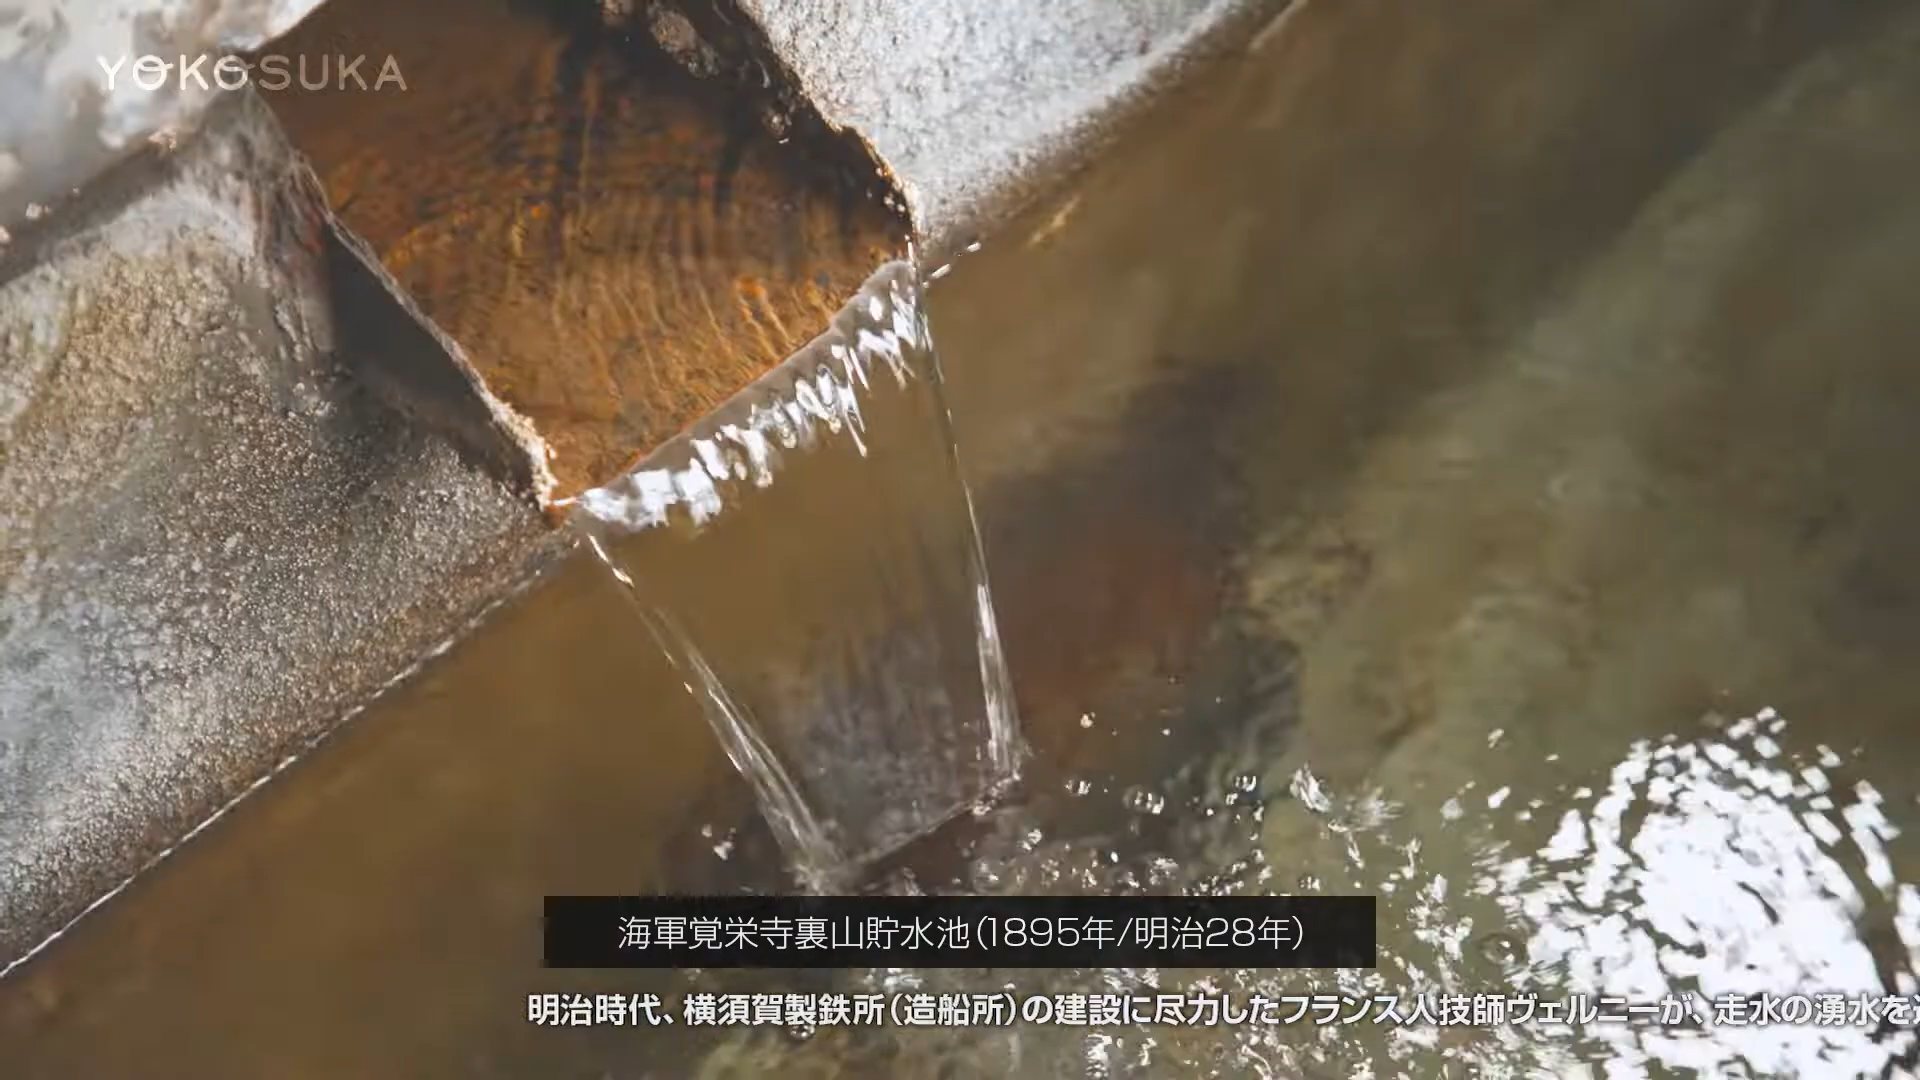 YOKOSUKA
海軍覚栄寺裏山貯水池（1895年/明治28年）
明治時代、横須賀製鉄所（造船所）の建設に尽力したフランス人技師ヴェルニーが、走水の湧水を